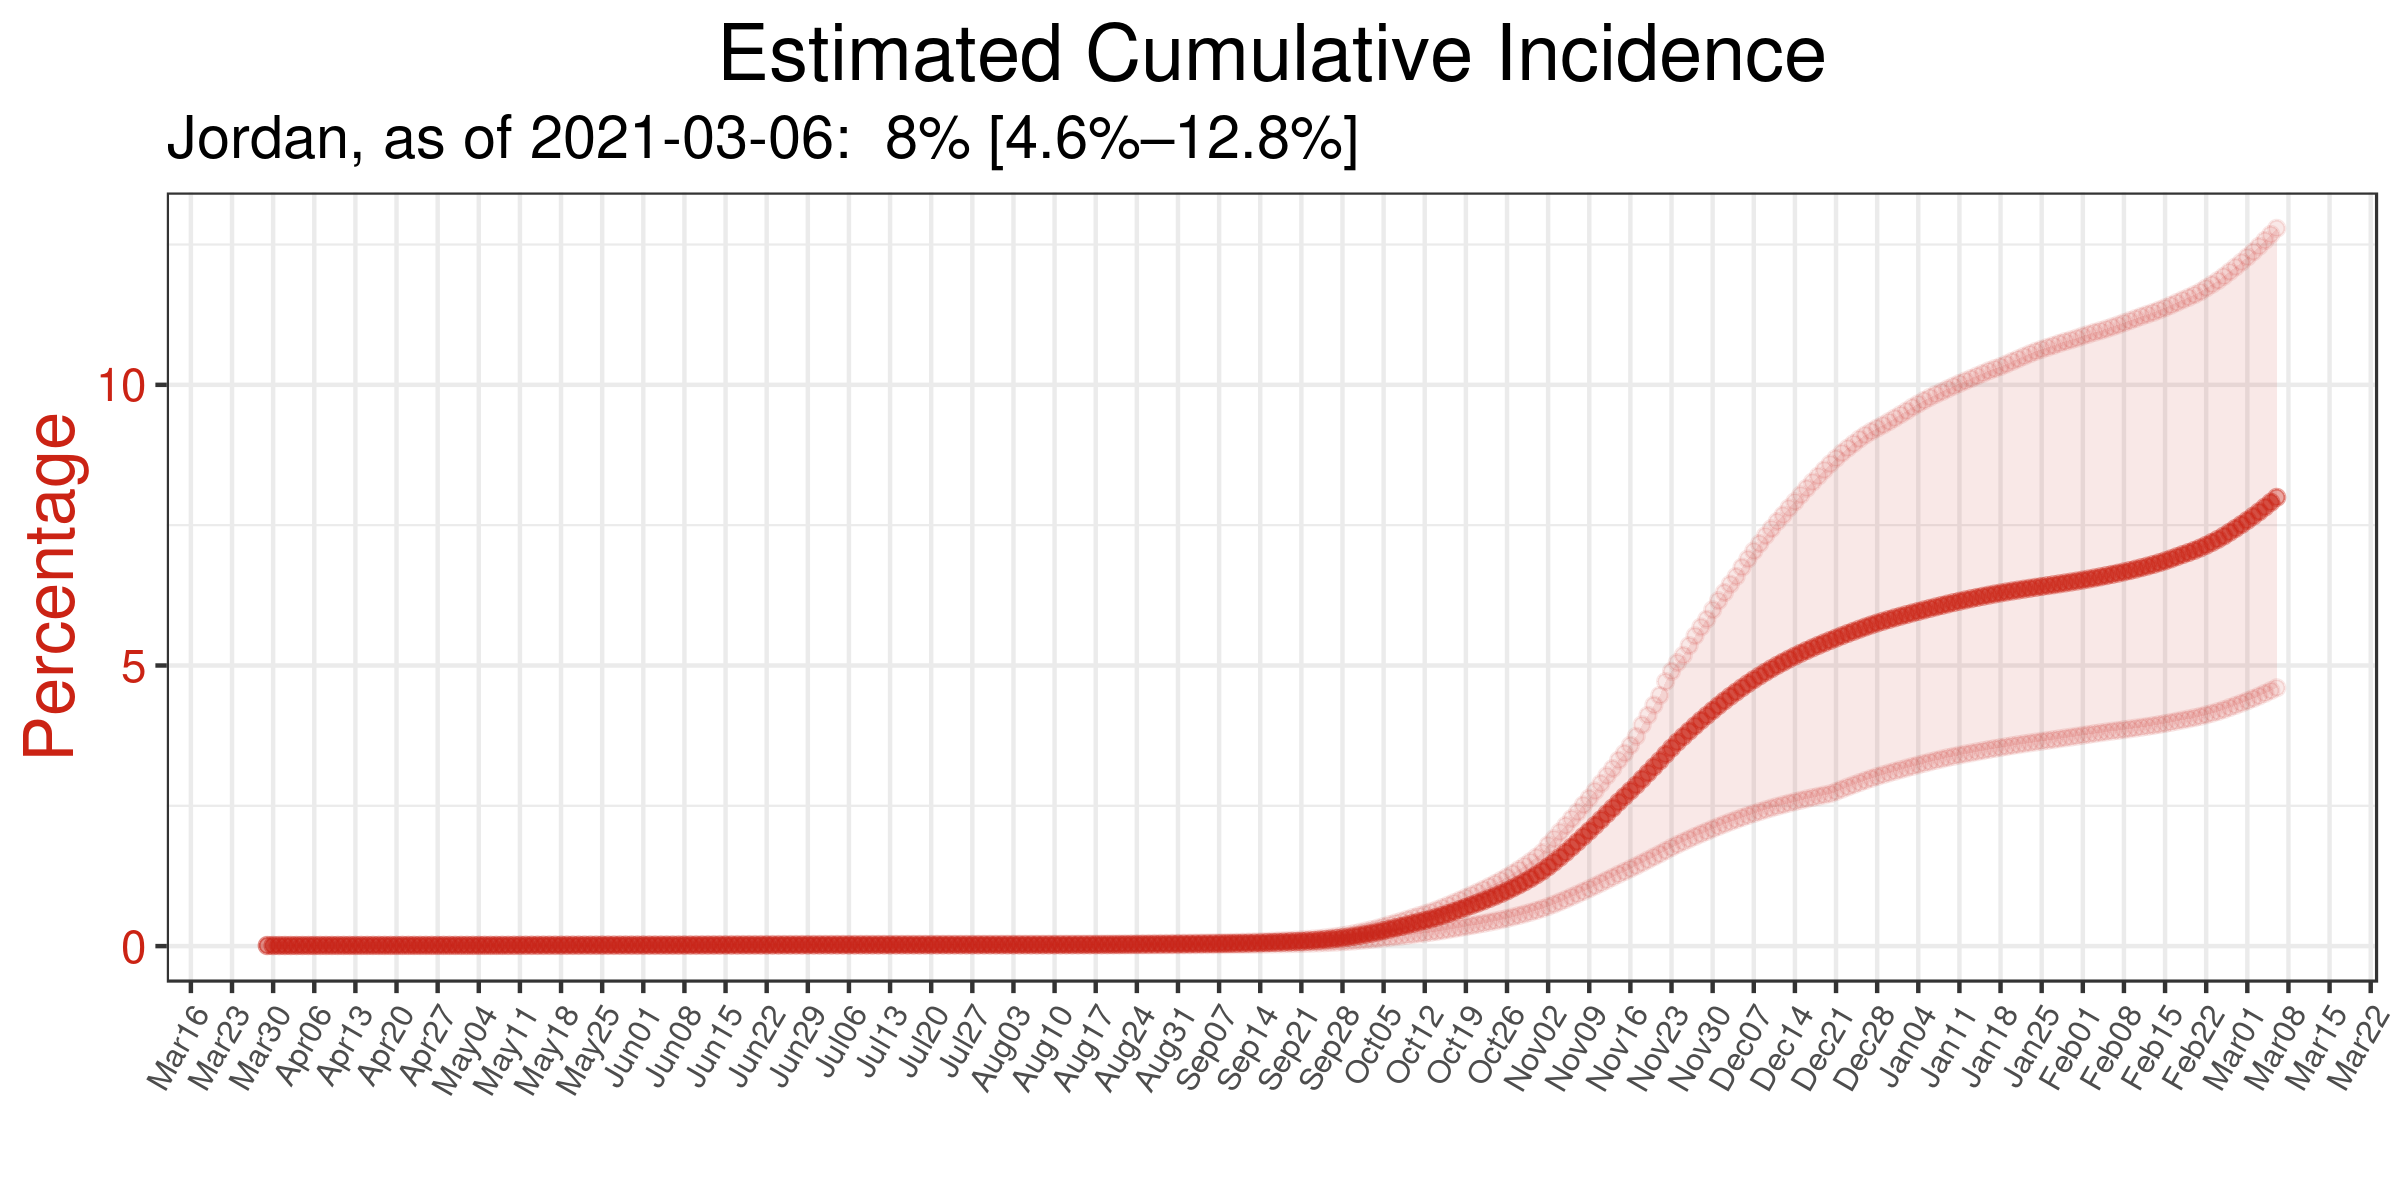 Estimated Cumulative Incidence
Jordan, as of 2021-03-06:  8% [4.6%–12.8%]
Percentage
10
5
0
Mar16 Mar23 Mar30 Apr06 Apr13 Apr20 Apr27 May04 May11 May18 May25 Jun01 Jun08 Jun15 Jun22 Jun29 Jul06 Jul13 Jul20 Jul27 Aug03 Aug10 Aug17 Aug24 Aug31 Sep07 Sep14 Sep21 Sep28 Oct05 Oct12 Oct19 Oct26 Nov02 Nov09 Nov16 Nov23 Nov30 Dec07 Dec14 Dec21 Dec28 Jan04 Jan11 Jan18 Jan25 Feb01 Feb08 Feb15 Feb22 Mar01 Mar08 Mar15 Mar22